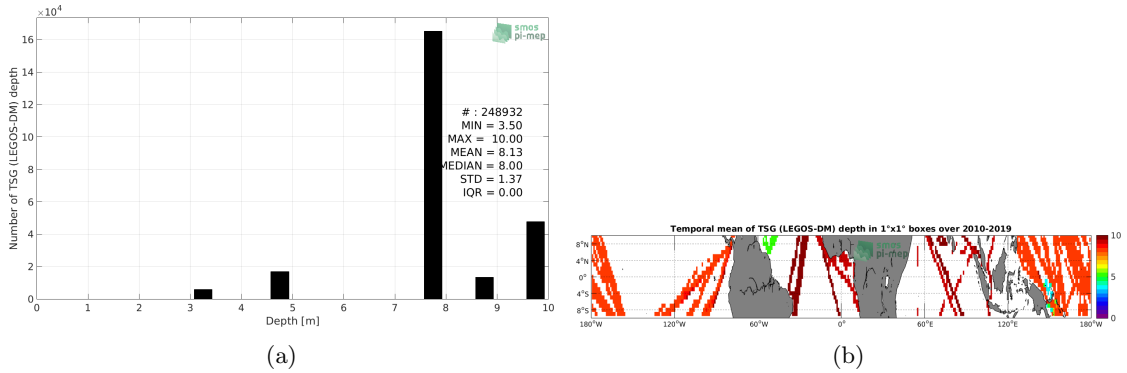 ×10⁴
smos
pi-mep
16
14
12
10
8
6
4
2
0
Number of TSG (LEGOS-DM) depth
# : 248932
MIN = 3.50
MAX = 10.00
MEAN = 8.13
MEDIAN = 8.00
STD = 1.37
IQR = 0.00
0 1 2 3 4 5 6 7 8 9 10
Depth [m]
(a)
Temporal mean of TSG (LEGOS-DM) depth in 1°x1° boxes over 2010-2019
smos
pi-mep
8°N
4°N
0°
4°S
8°S
180°W 120°W 60°W 0° 60°E 120°E 180°W
10
5
0
(b)